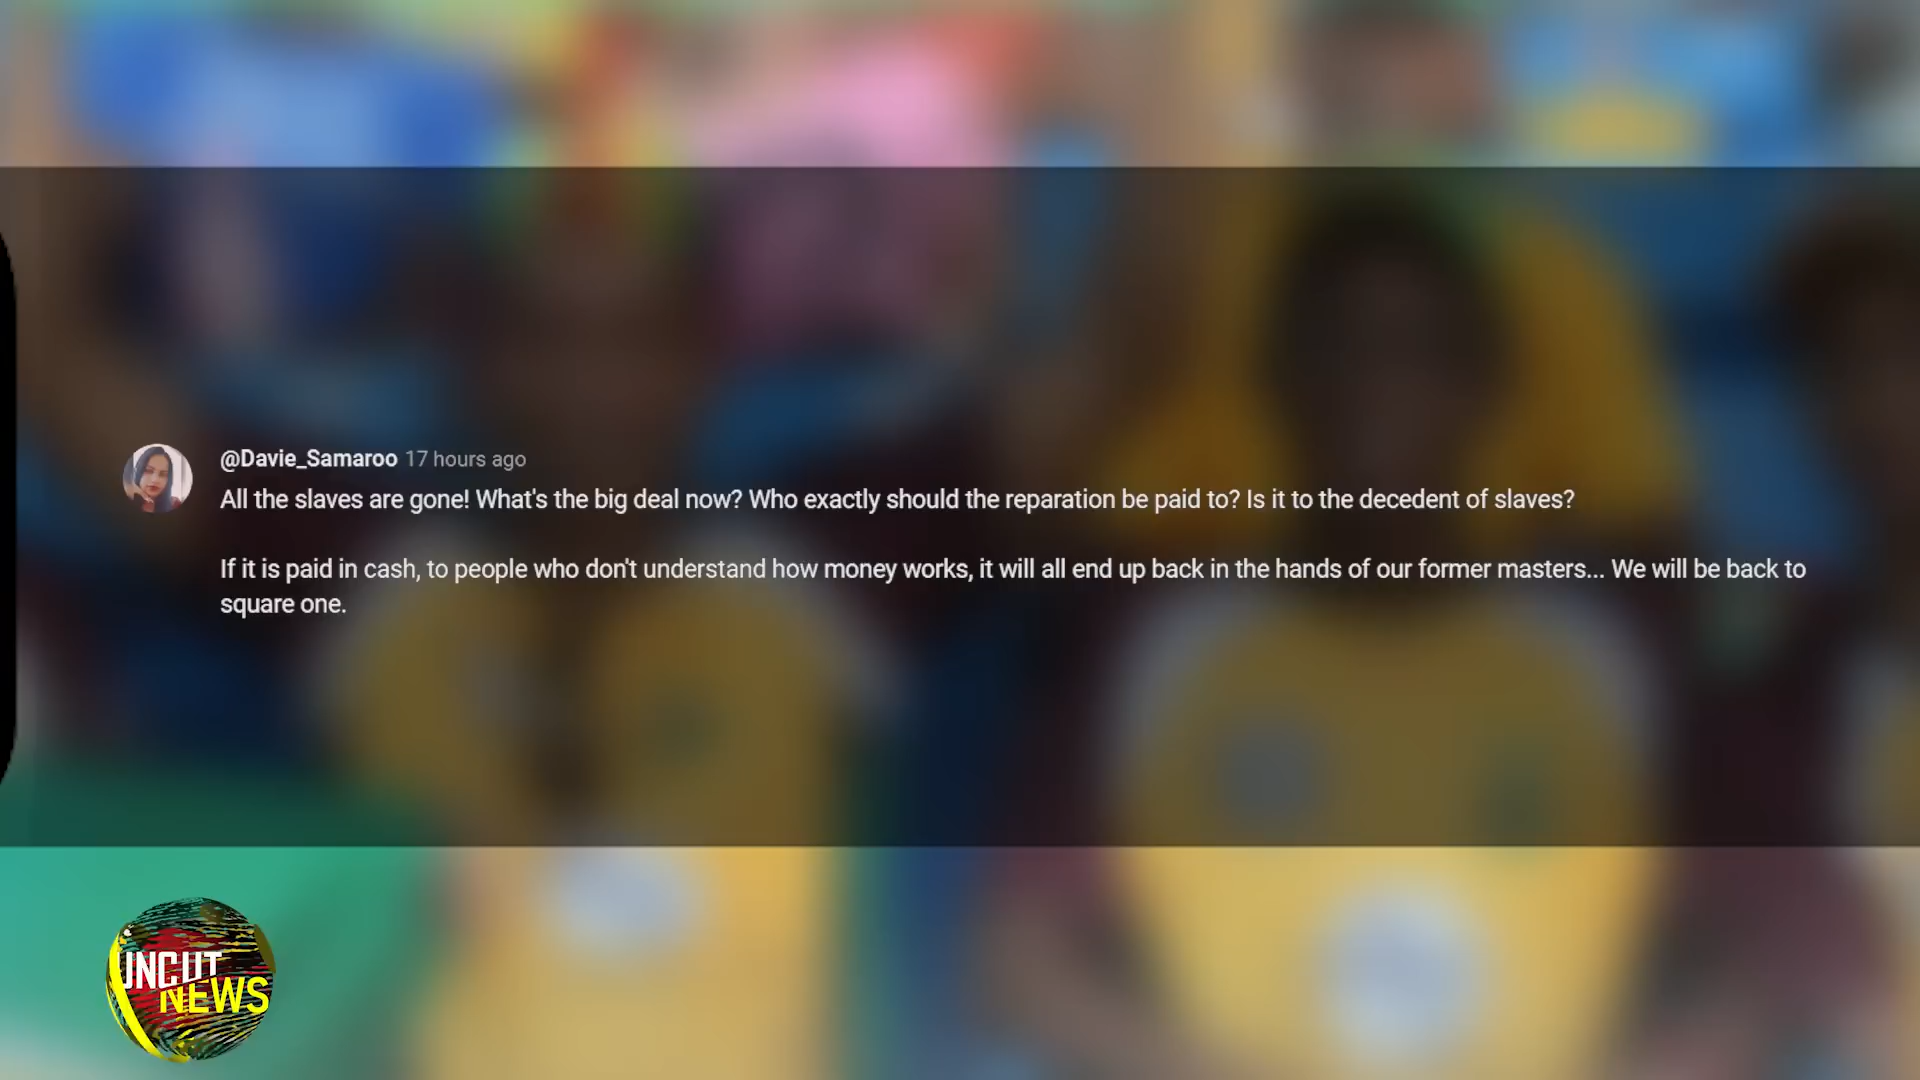 @Davie_Samaroo 17 hours ago
All the slaves are gone! What's the big deal now? Who exactly should the reparation be paid to? Is it to the decedent of slaves?
If it is paid in cash, to people who don't understand how money works, it will all end up back in the hands of our former masters... We will be back to
square one.
UNCUT
NEWS